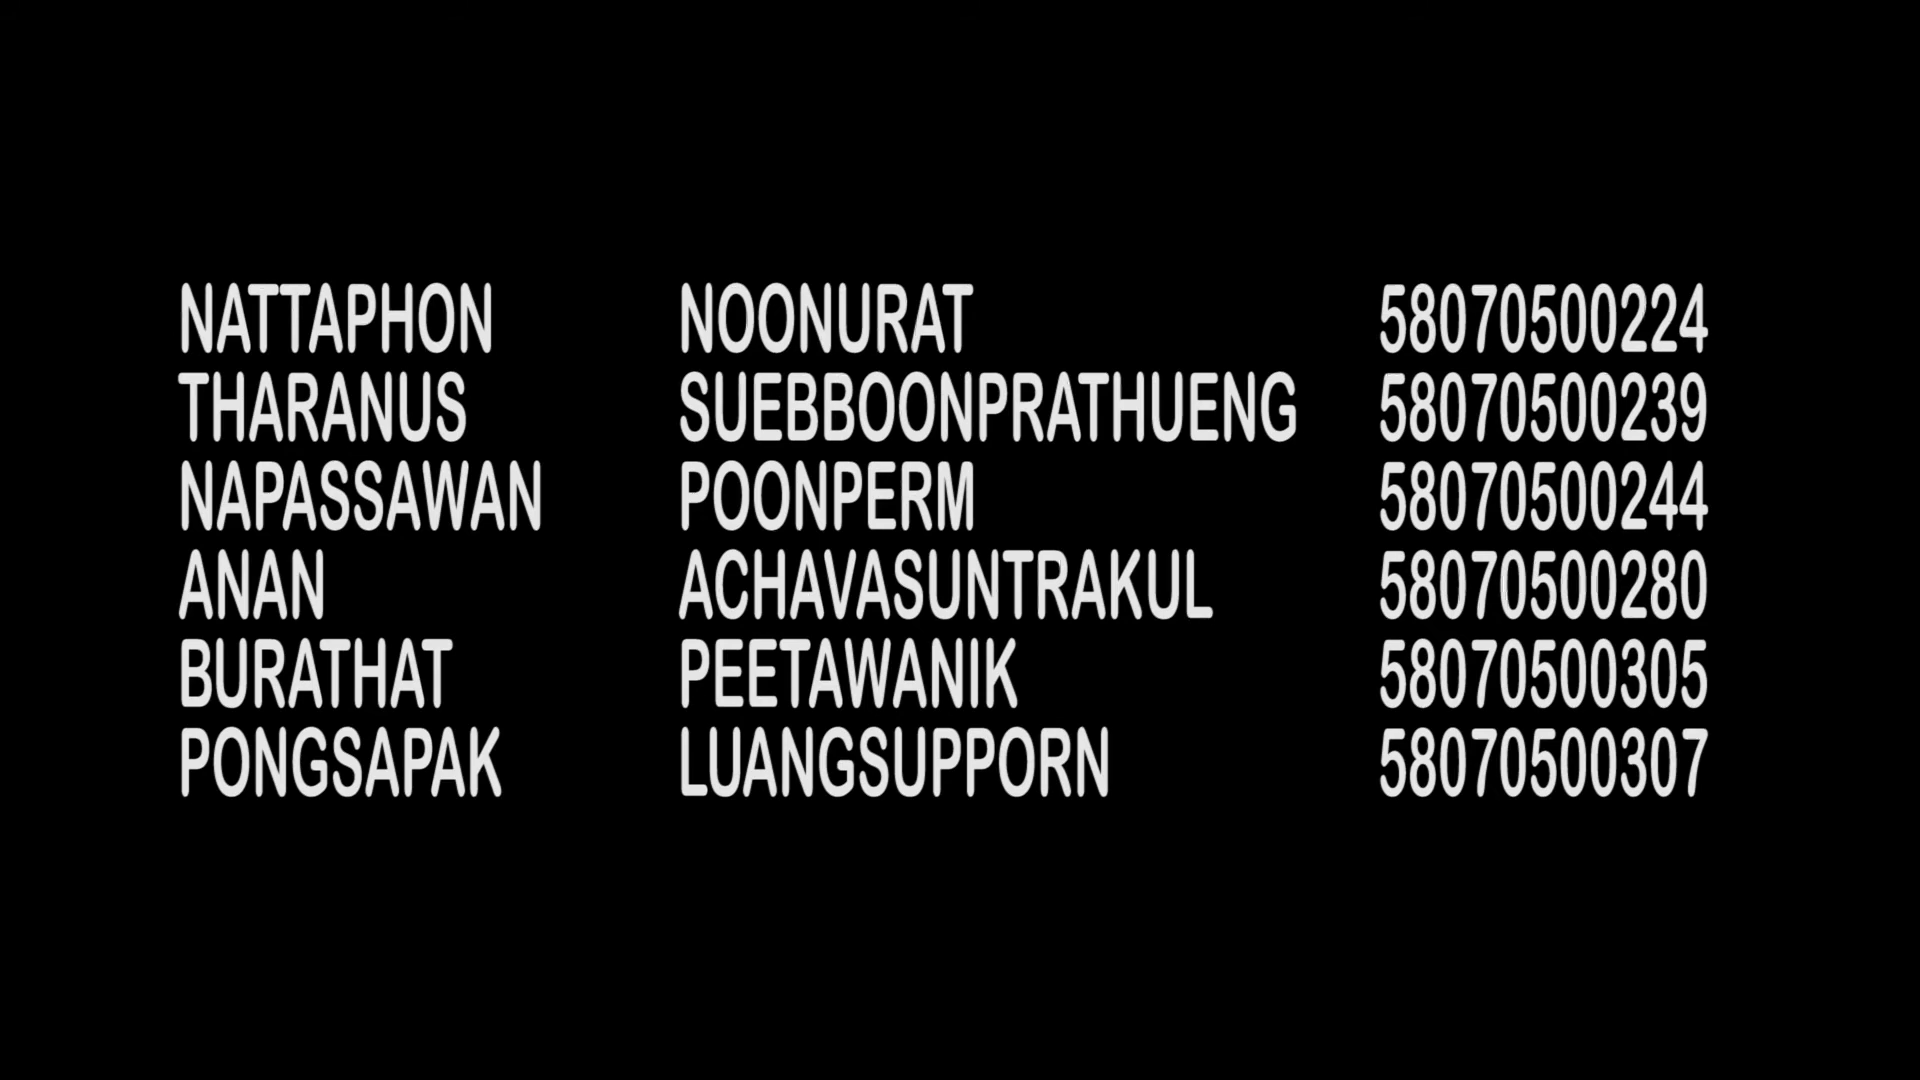 NATTAPHON NOONURAT 58070500224
THARANUS SUEBBOONPRATHUENG 58070500239
NAPASSAWAN POONPERM 58070500244
ANAN ACHAVASUNTRAKUL 58070500280
BURATHAT PEETAWANIK 58070500305
PONGSAPAK LUANGSUPPORN 58070500307